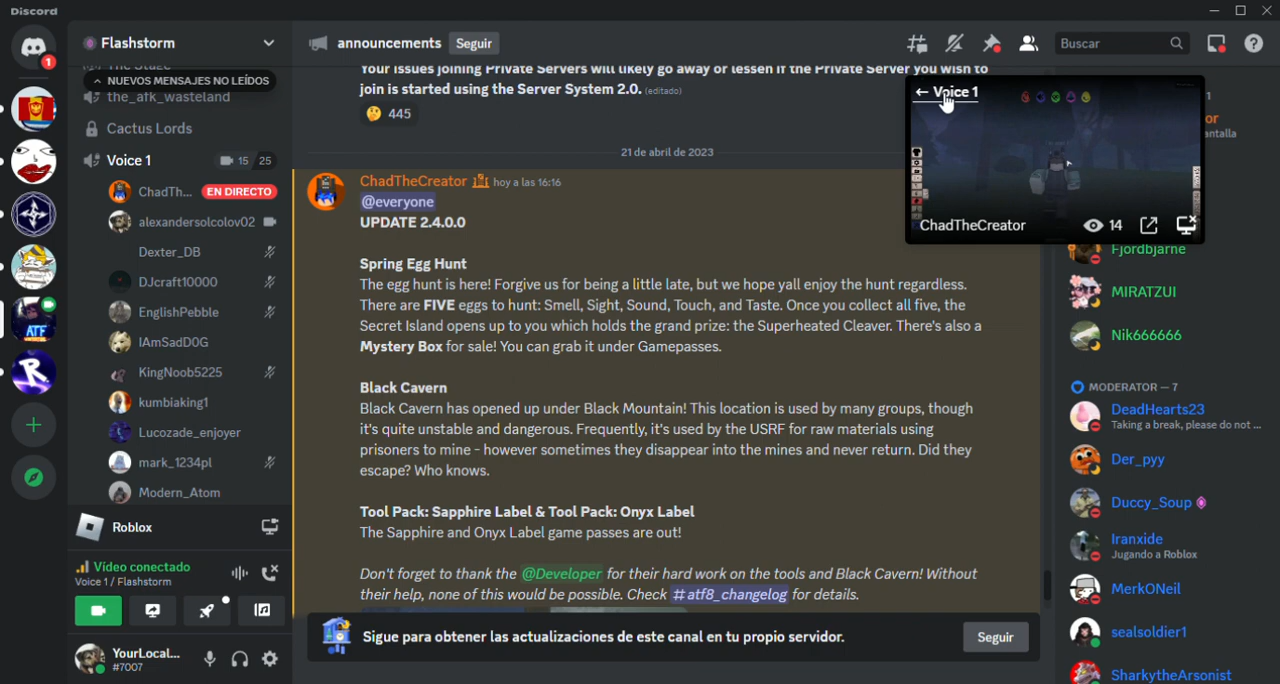 Discord
Flashstorm
announcements
Seguir
Buscar
1
The Stage
NUEVOS MENSAJES NO LEÍDOS
the_afk_wasteland
Cactus Lords
Voice 1
15 25
ChadTh...
EN DIRECTO
alexandersolcolov02
Dexter_DB
DJcraft10000
EnglishPebble
IAmSadD0G
KingNoob5225
kumbiaking1
Lucozade_enjoyer
mark_1234pl
Modern_Atom
ATF
R
Roblox
Vídeo conectado
Voice 1 / Flashstorm
YourLocal...
#7007
Your issues joining Private Servers will likely go away or lessen if the Private Server you wish to
join is started using the Server System 2.0. (editado)
445
21 de abril de 2023
ChadTheCreator hoy a las 16:16
@everyone
UPDATE 2.4.0.0
Spring Egg Hunt
The egg hunt is here! Forgive us for being a little late, but we hope yall enjoy the hunt regardless.
There are FIVE eggs to hunt: Smell, Sight, Sound, Touch, and Taste. Once you collect all five, the
Secret Island opens up to you which holds the grand prize: the Superheated Cleaver. There's also a
Mystery Box for sale! You can grab it under Gamepasses.
Black Cavern
Black Cavern has opened up under Black Mountain! This location is used by many groups, though
it's quite unstable and dangerous. Frequently, it's used by the USRF for raw materials using
prisoners to mine - however sometimes they disappear into the mines and never return. Did they
escape? Who knows.
Tool Pack: Sapphire Label & Tool Pack: Onyx Label
The Sapphire and Onyx Label game passes are out!
Don't forget to thank the @Developer for their hard work on the tools and Black Cavern! Without
their help, none of this would be possible. Check #atf8_changelog for details.
Sigue para obtener las actualizaciones de este canal en tu propio servidor.
Seguir
← Voice 1
ChadTheCreator
14
1
or
antalla
Fjordbjarne
MIRATZUI
Nik666666
MODERATOR — 7
DeadHearts23
Taking a break, please do not ...
Der_pyy
Duccy_Soup
Iranxide
Jugando a Roblox
MerkONeil
sealsoldier1
SharkytheArsonist